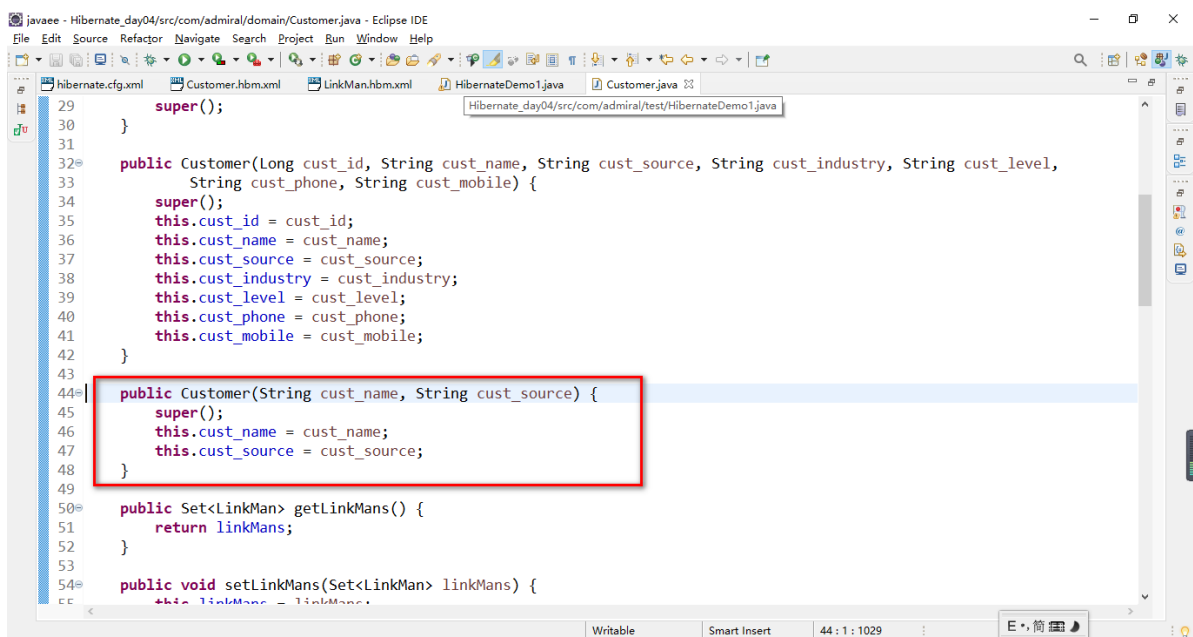 javaee - Hibernate_day04/src/com/admiral/domain/Customer.java - Eclipse IDE
File Edit Source Refactor Navigate Search Project Run Window Help
hibernate.cfg.xml Customer.hbm.xml LinkMan.hbm.xml HibernateDemo1.java Customer.java
Hibernate_day04/src/com/admiral/test/HibernateDemo1.java
29 super();
30 }
31
32 public Customer(Long cust_id, String cust_name, String cust_source, String cust_industry, String cust_level,
33 String cust_phone, String cust_mobile) {
34 super();
35 this.cust_id = cust_id;
36 this.cust_name = cust_name;
37 this.cust_source = cust_source;
38 this.cust_industry = cust_industry;
39 this.cust_level = cust_level;
40 this.cust_phone = cust_phone;
41 this.cust_mobile = cust_mobile;
42 }
43
44 public Customer(String cust_name, String cust_source) {
45 super();
46 this.cust_name = cust_name;
47 this.cust_source = cust_source;
48 }
49
50 public Set<LinkMan> getLinkMans() {
51 return linkMans;
52 }
53
54 public void setLinkMans(Set<LinkMan> linkMans) {
55 this.linkMans = linkMans;
Writable Smart Insert 44 : 1 : 1029
E 简